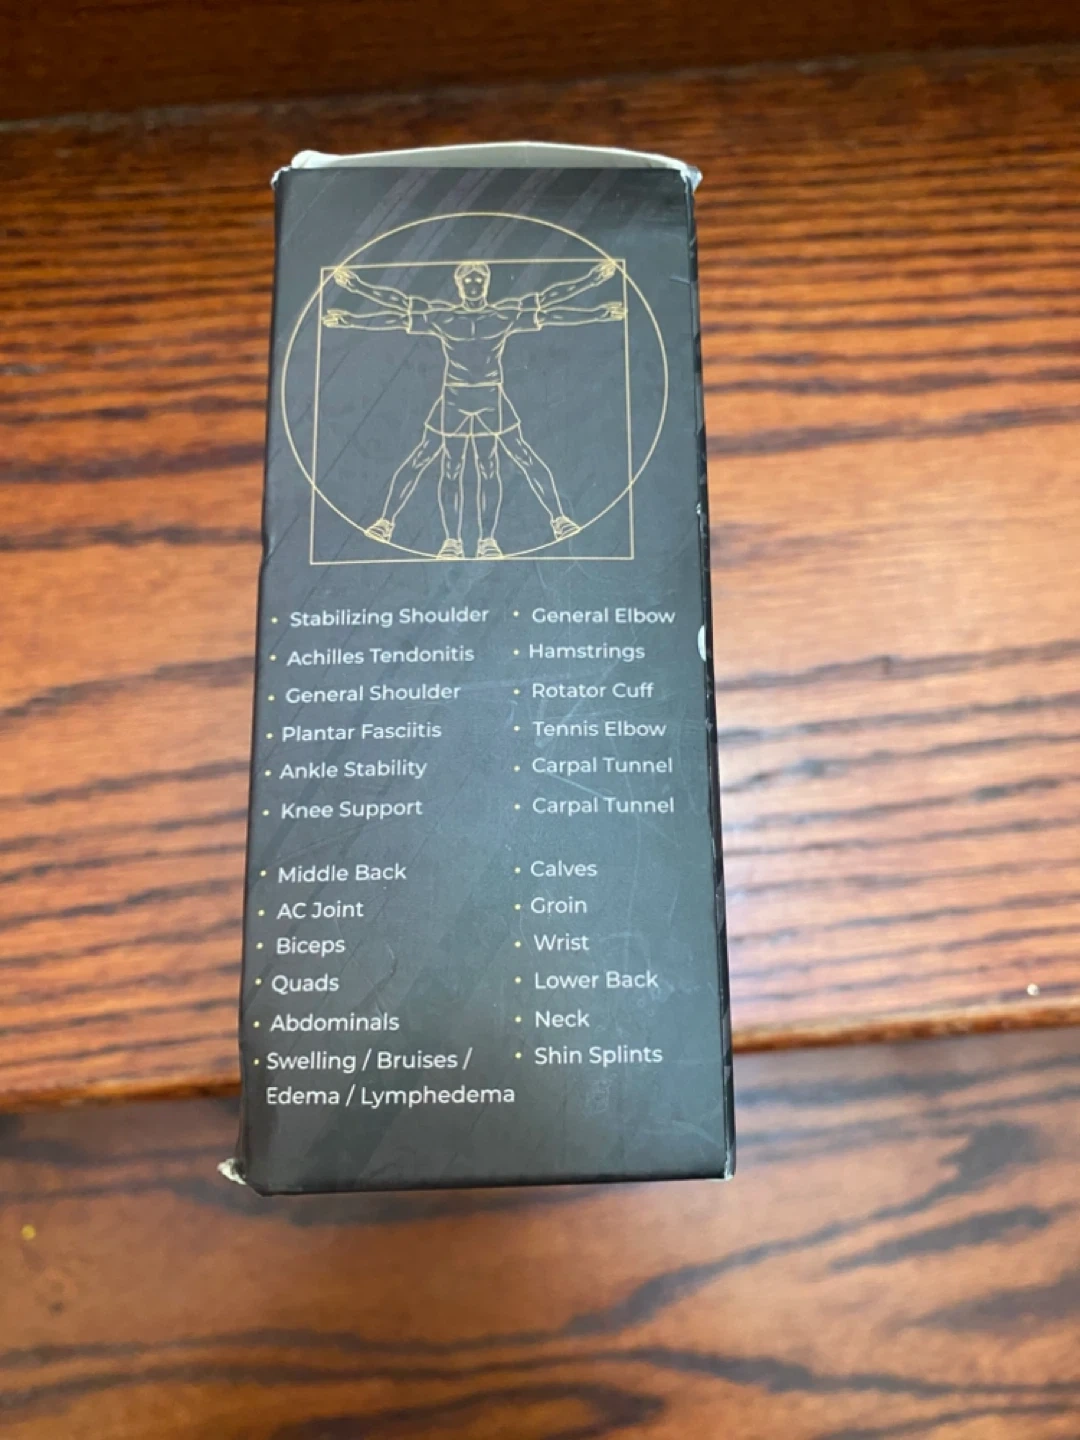 • Stabilizing Shoulder
• Achilles Tendonitis
• General Shoulder
• Plantar Fasciitis
• Ankle Stability
• Knee Support
• General Elbow
• Hamstrings
• Rotator Cuff
• Tennis Elbow
• Carpal Tunnel
• Carpal Tunnel
• Middle Back
• AC Joint
• Biceps
• Quads
• Abdominals
• Swelling / Bruises /
Edema / Lymphedema
• Calves
• Groin
• Wrist
• Lower Back
• Neck
• Shin Splints